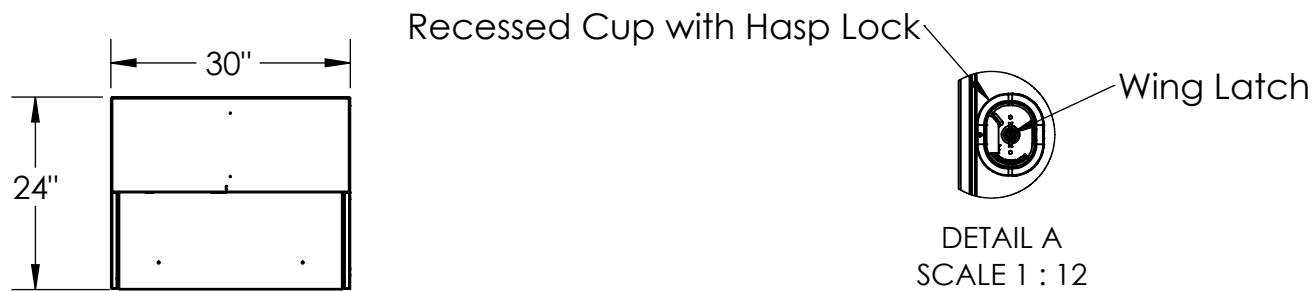 Recessed Cup with Hasp Lock
30"
Wing Latch
24"
DETAIL A
SCALE 1 : 12